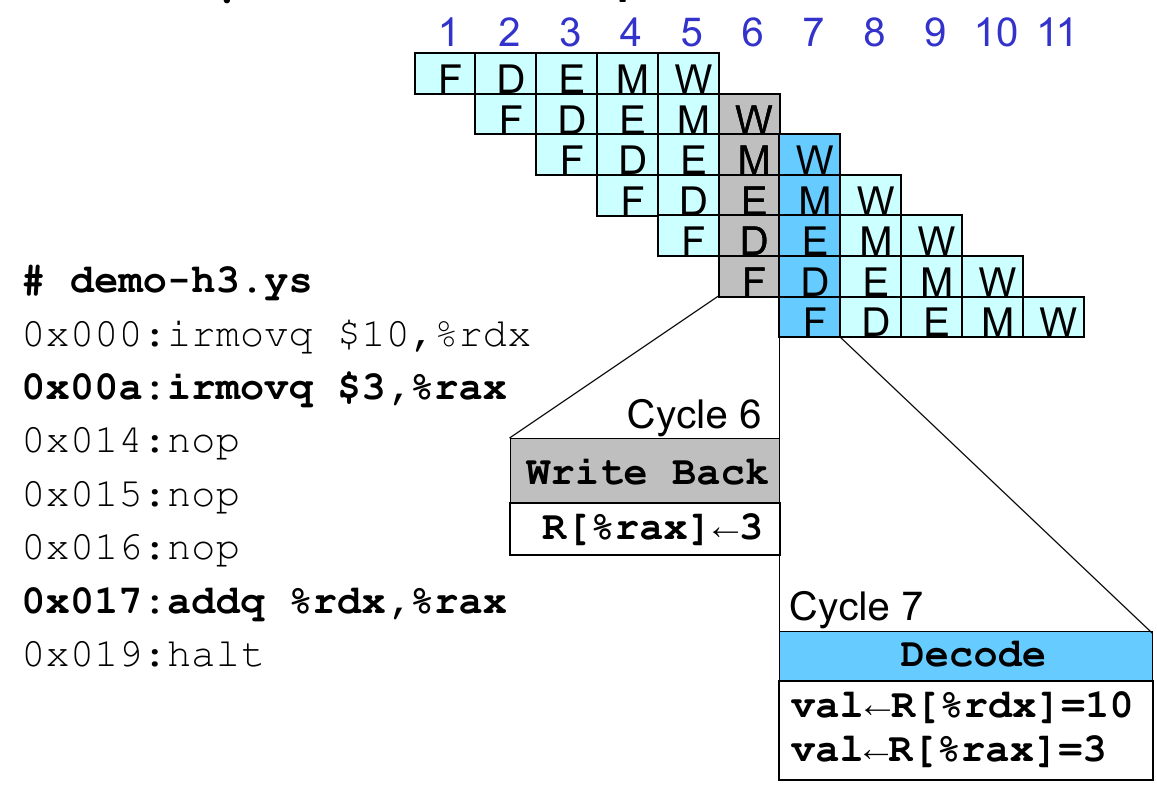 1 2 3 4 5 6 7 8 9 10 11
F D E M W
F D E M W
F D E M W
F D E M W
F D E M W
F D E M W
F D E M W
# demo-h3.ys
0x000:irmovq $10,%rdx
0x00a:irmovq $3,%rax
0x014:nop
0x015:nop
0x016:nop
0x017:addq %rdx,%rax
0x019:halt
Cycle 6
Write Back
R[%rax]←3
Cycle 7
Decode
val←R[%rdx]=10
val←R[%rax]=3